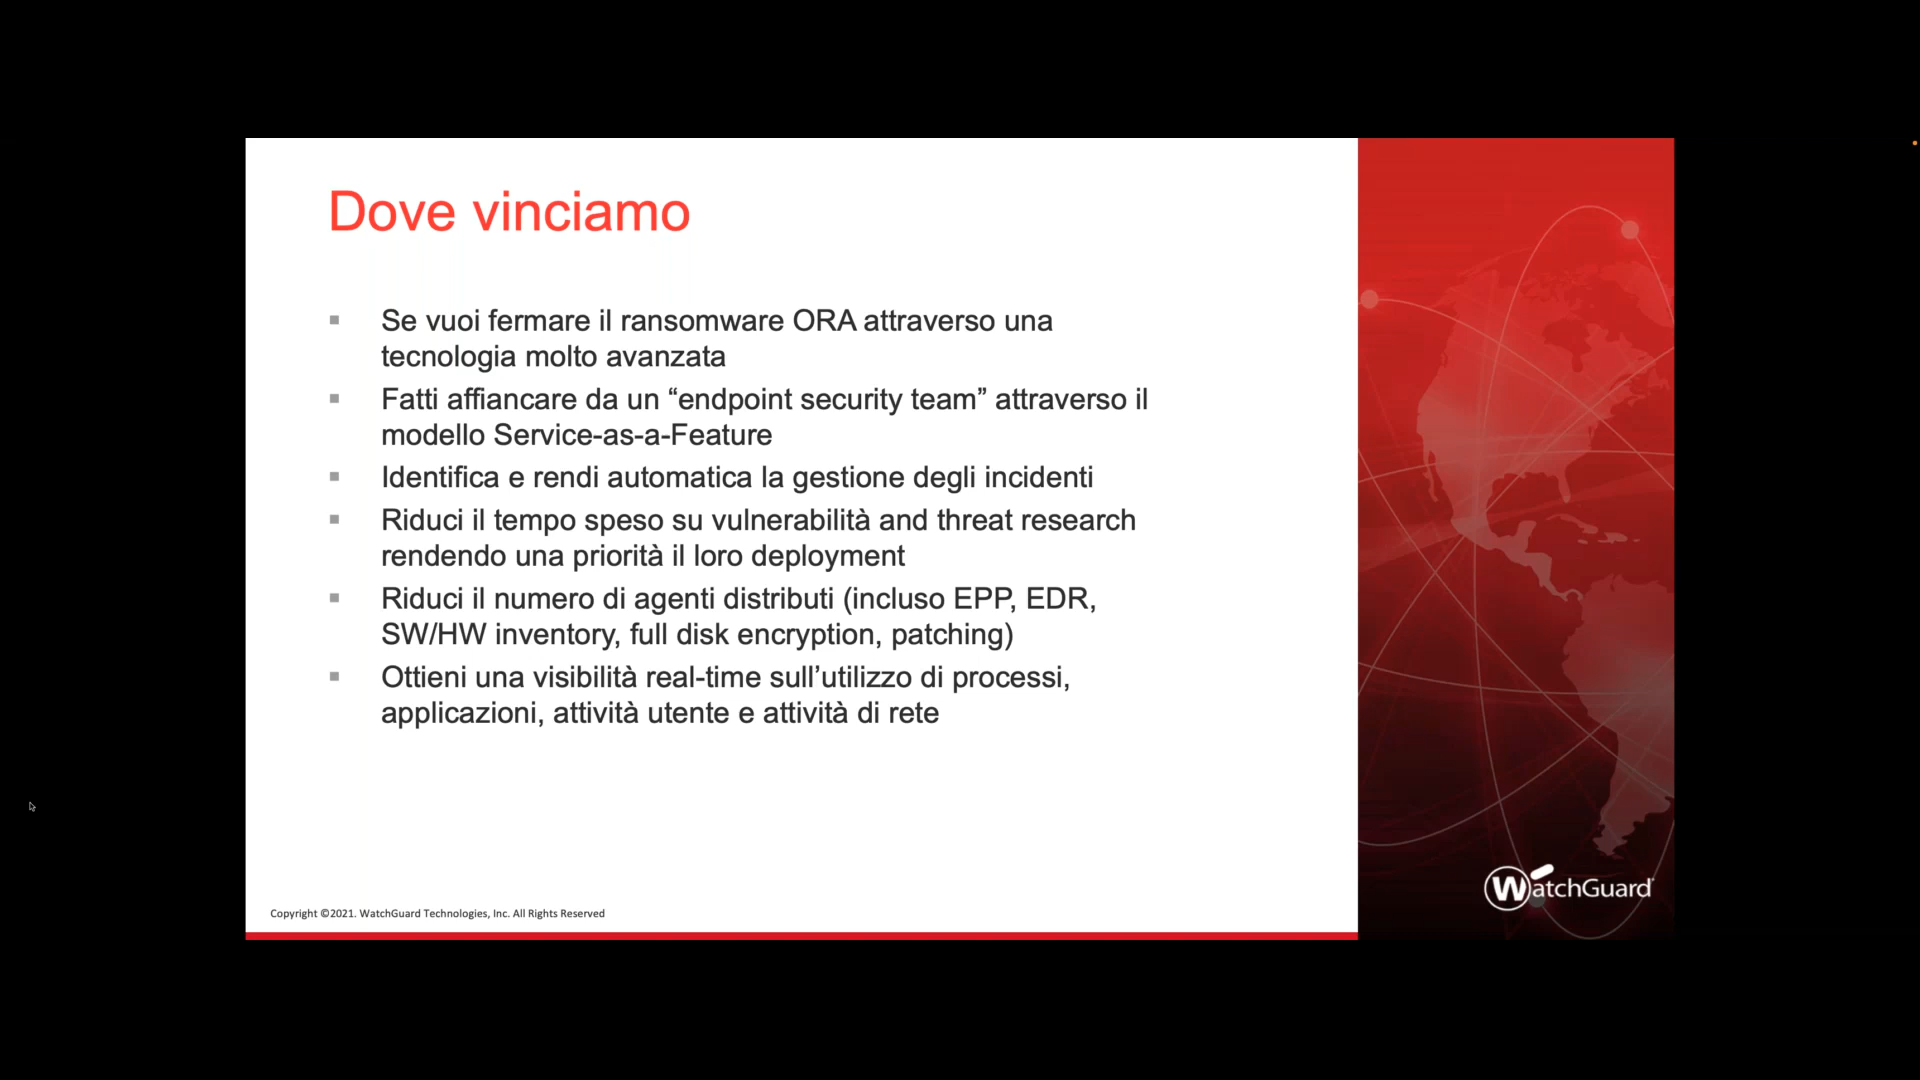 Dove vinciamo
Se vuoi fermare il ransomware ORA attraverso una
tecnologia molto avanzata
Fatti affiancare da un “endpoint security team” attraverso il
modello Service-as-a-Feature
Identifica e rendi automatica la gestione degli incidenti
Riduci il tempo speso su vulnerabilità and threat research
rendendo una priorità il loro deployment
Riduci il numero di agenti distribuiti (incluso EPP, EDR,
SW/HW inventory, full disk encryption, patching)
Ottieni una visibilità real-time sull’utilizzo di processi,
applicazioni, attività utente e attività di rete
WatchGuard
Copyright ©2021. WatchGuard Technologies, Inc. All Rights Reserved